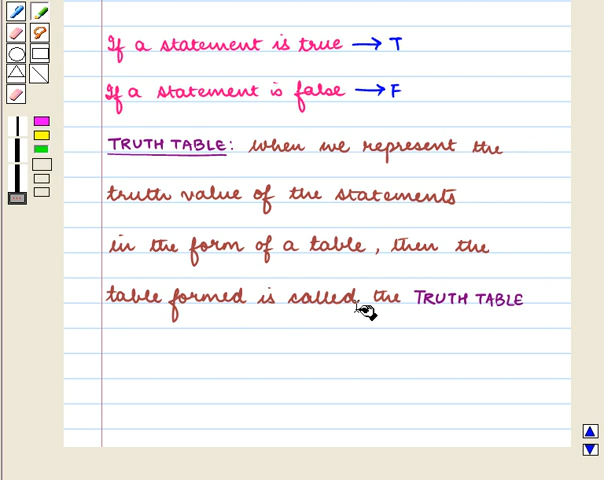 If a statement is true → T
If a statement is false → F
TRUTH TABLE: when we represent the
truth value of the statements
in the form of a table, then the
table formed is called the TRUTH TABLE